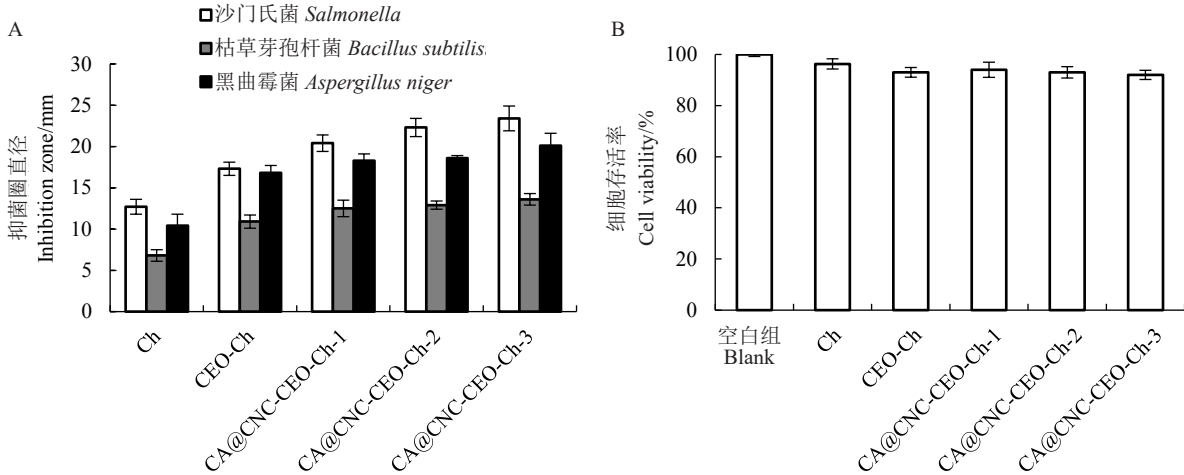 A
沙门氏菌 Salmonella
枯草芽孢杆菌 Bacillus subtilis
黑曲霉菌 Aspergillus niger
抑菌圈直径
Inhibition zone/mm
30
25
20
15
10
5
0
Ch
CEO-Ch
CA@CNC-CEO-Ch-1
CA@CNC-CEO-Ch-2
CA@CNC-CEO-Ch-3
B
细胞存活率
Cell viability/%
100
80
60
40
20
0
空白组
Blank
Ch
CEO-Ch
CA@CNC-CEO-Ch-1
CA@CNC-CEO-Ch-2
CA@CNC-CEO-Ch-3